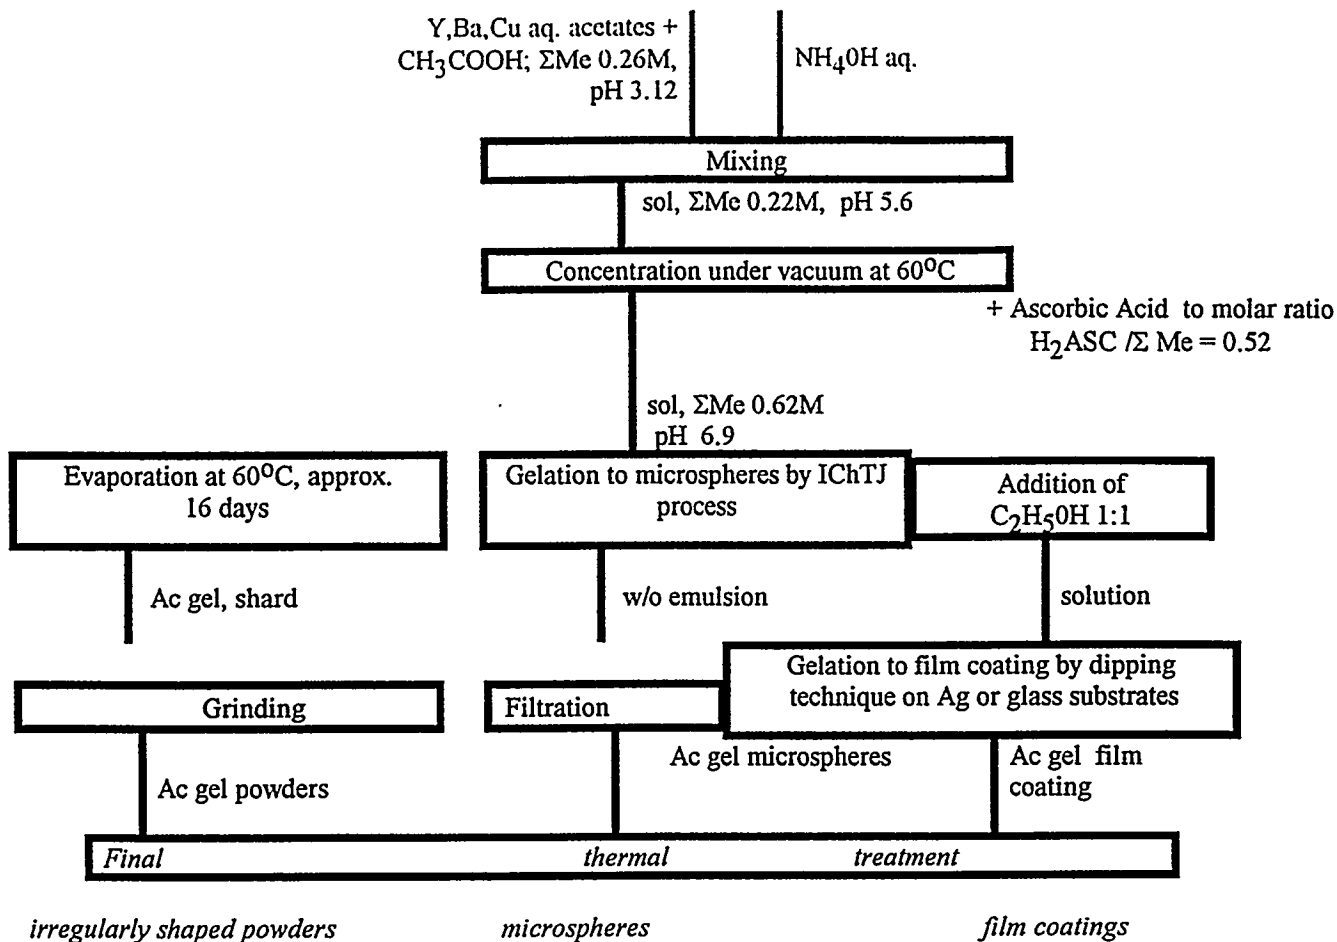 Y,Ba,Cu aq. acetates +
CH3COOH; ΣMe 0.26M,
pH 3.12
NH40H aq.
Mixing
sol, ΣMe 0.22M, pH 5.6
Concentration under vacuum at 60⁰C
+ Ascorbic Acid to molar ratio
H2ASC /Σ Me = 0.52
sol, ΣMe 0.62M
pH 6.9
Evaporation at 60⁰C, approx.
16 days
Gelation to microspheres by IChTJ
process
Addition of
C2H50H 1:1
Ac gel, shard
w/o emulsion
solution
Gelation to film coating by dipping
technique on Ag or glass substrates
Grinding
Filtration
Ac gel powders
Ac gel microspheres
Ac gel film
coating
Final thermal treatment
irregularly shaped powders microspheres film coatings